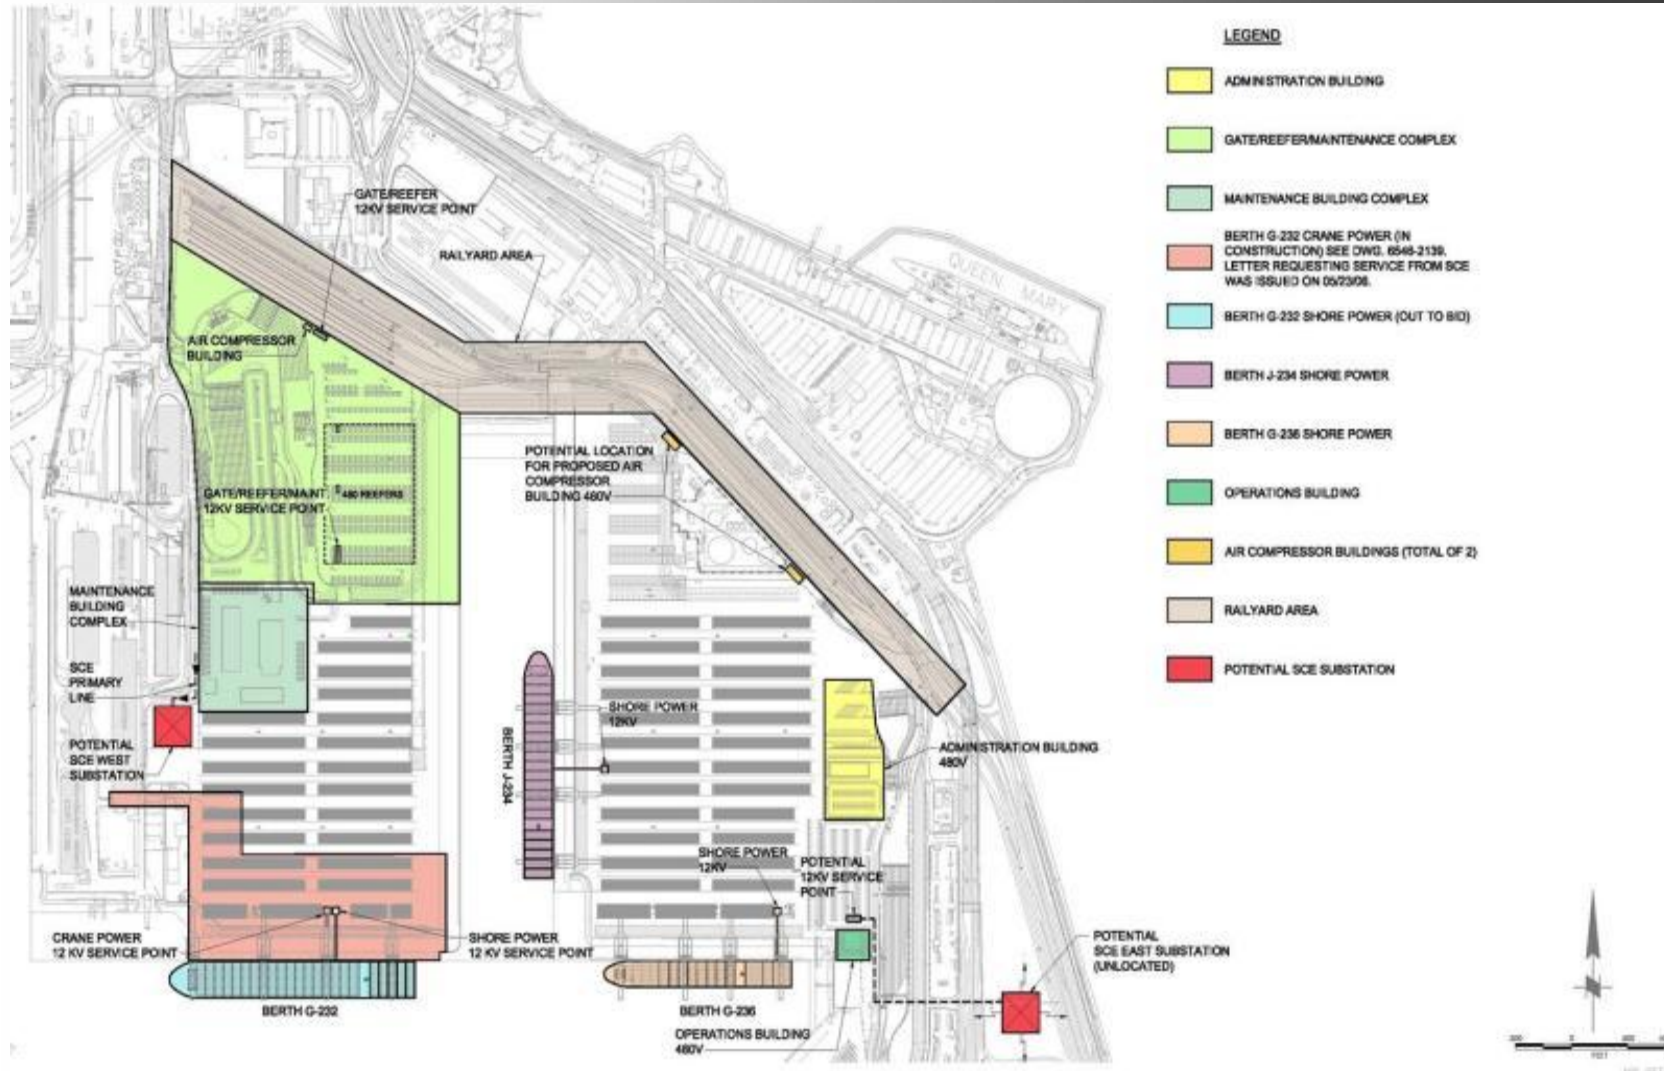 LEGEND
ADMINISTRATION BUILDING
GATE/REEFER/MAINTENANCE COMPLEX
MAINTENANCE BUILDING COMPLEX
BERTH G-232 CRANE POWER (IN
CONSTRUCTION) SEE DWG. 6546-2139.
LETTER REQUESTING SERVICE FROM SCE
WAS ISSUED ON 05/23/06.
BERTH G-232 SHORE POWER (OUT TO BID)
BERTH J-234 SHORE POWER
BERTH G-236 SHORE POWER
OPERATIONS BUILDING
AIR COMPRESSOR BUILDINGS (TOTAL OF 2)
RAILYARD AREA
POTENTIAL SCE SUBSTATION
GATE/REEFER
12KV SERVICE POINT
RAILYARD AREA
QUEEN MARY
AIR COMPRESSOR
BUILDING
POTENTIAL LOCATION
FOR PROPOSED AIR
COMPRESSOR
BUILDING 480V
GATE/REEFER/MAINT.
12KV SERVICE POINT
480 REEFERS
MAINTENANCE
BUILDING
COMPLEX
SCE
PRIMARY
LINE
POTENTIAL
SCE WEST
SUBSTATION
BERTH J-234
SHORE POWER
12KV
ADMINISTRATION BUILDING
480V
SHORE POWER
12KV
POTENTIAL
12KV SERVICE
POINT
CRANE POWER
12 KV SERVICE POINT
SHORE POWER
12 KV SERVICE POINT
POTENTIAL
SCE EAST SUBSTATION
(UNLOCATED)
BERTH G-232
BERTH G-236
OPERATIONS BUILDING
480V